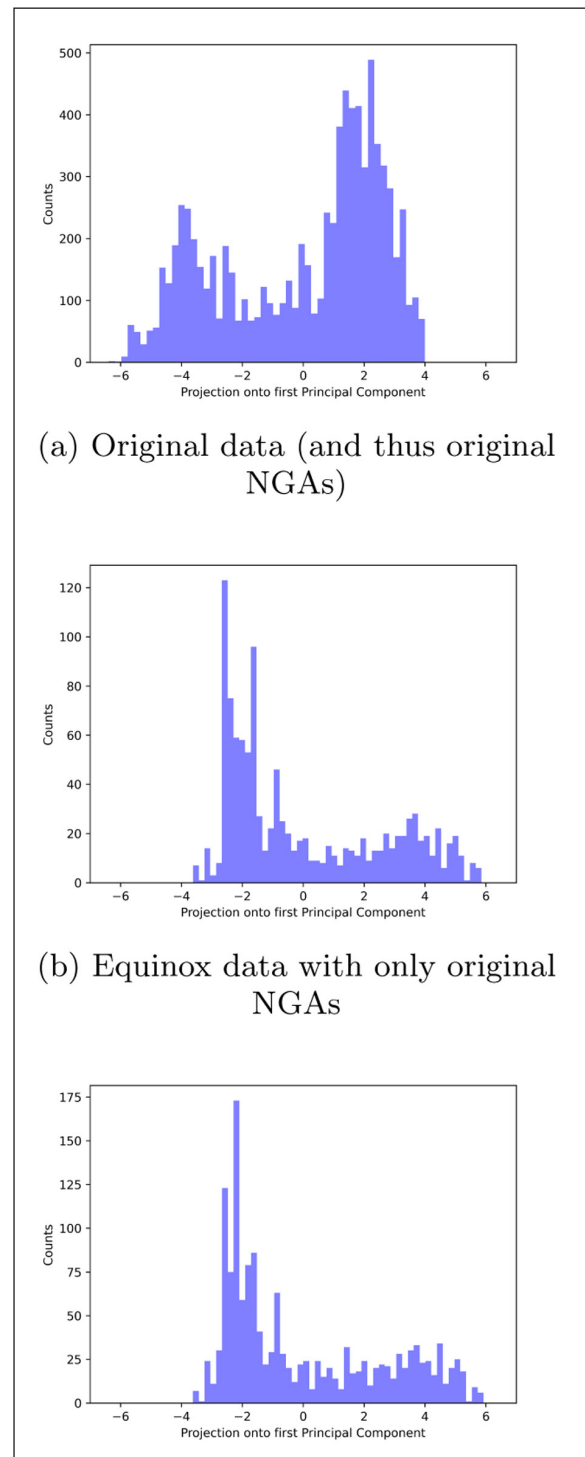 500
400
300
200
100
0
Counts
−6 −4 −2 0 2 4 6
Projection onto first Principal Component
(a) Original data (and thus original
NGAs)
120
100
80
60
40
20
0
Counts
−6 −4 −2 0 2 4 6
Projection onto first Principal Component
(b) Equinox data with only original
NGAs
175
150
125
100
75
50
25
0
Counts
−6 −4 −2 0 2 4 6
Projection onto first Principal Component